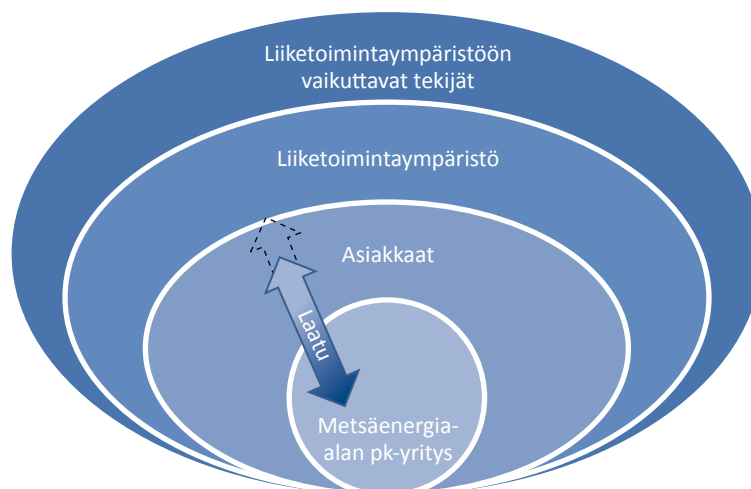 Liiketoimintaympäristöön
vaikuttavat tekijät
Liiketoimintaympäristö
Asiakkaat
Laatu
Metsäenergia-
alan pk-yritys